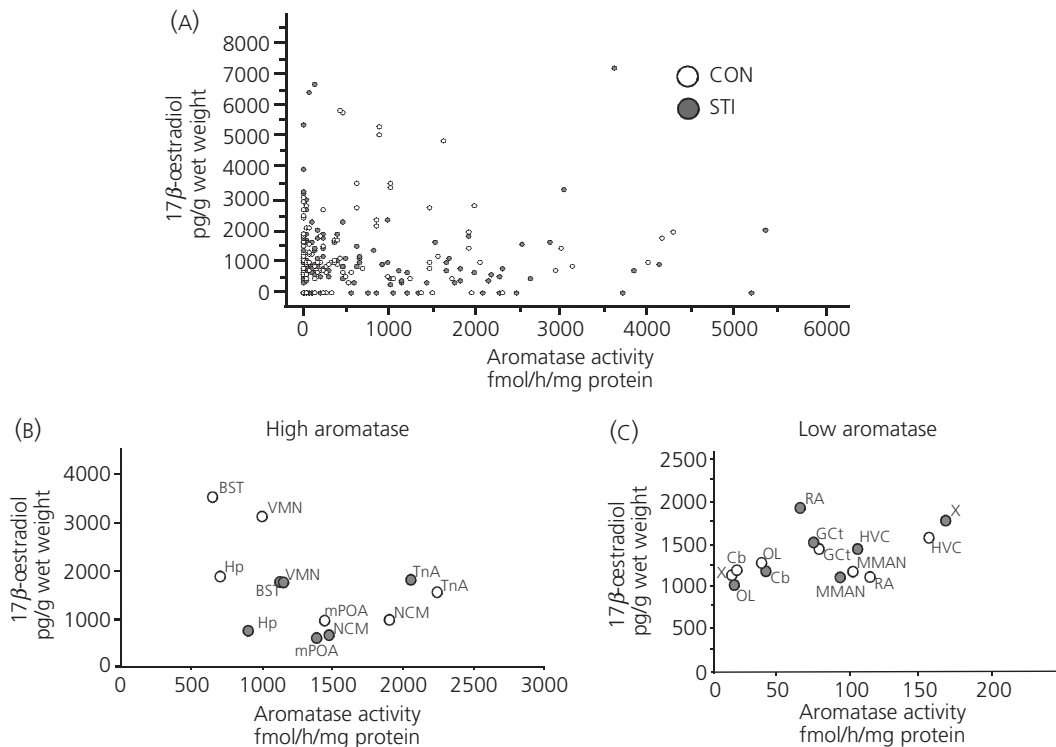 (A)
8000
7000
6000
5000
4000
3000
2000
1000
0
17β-œstradiol
pg/g wet weight
CON
STI
0 1000 2000 3000 4000 5000 6000
Aromatase activity
fmol/h/mg protein
(B) High aromatase
4000
3000
2000
1000
0
17β-œstradiol
pg/g wet weight
BST
VMN
Hp
VMN
BST
TnA
TnA
Hp
mPOA
NCM
NCM
mPOA
0 500 1000 1500 2000 2500 3000
Aromatase activity
fmol/h/mg protein
(C) Low aromatase
2500
2000
1500
1000
500
0
17β-œstradiol
pg/g wet weight
RA
X
GCt
HVC
HVC
Cb
OL
GCt
MMAN
X
Cb
RA
OL
MMAN
0 50 100 150 200
Aromatase activity
fmol/h/mg protein